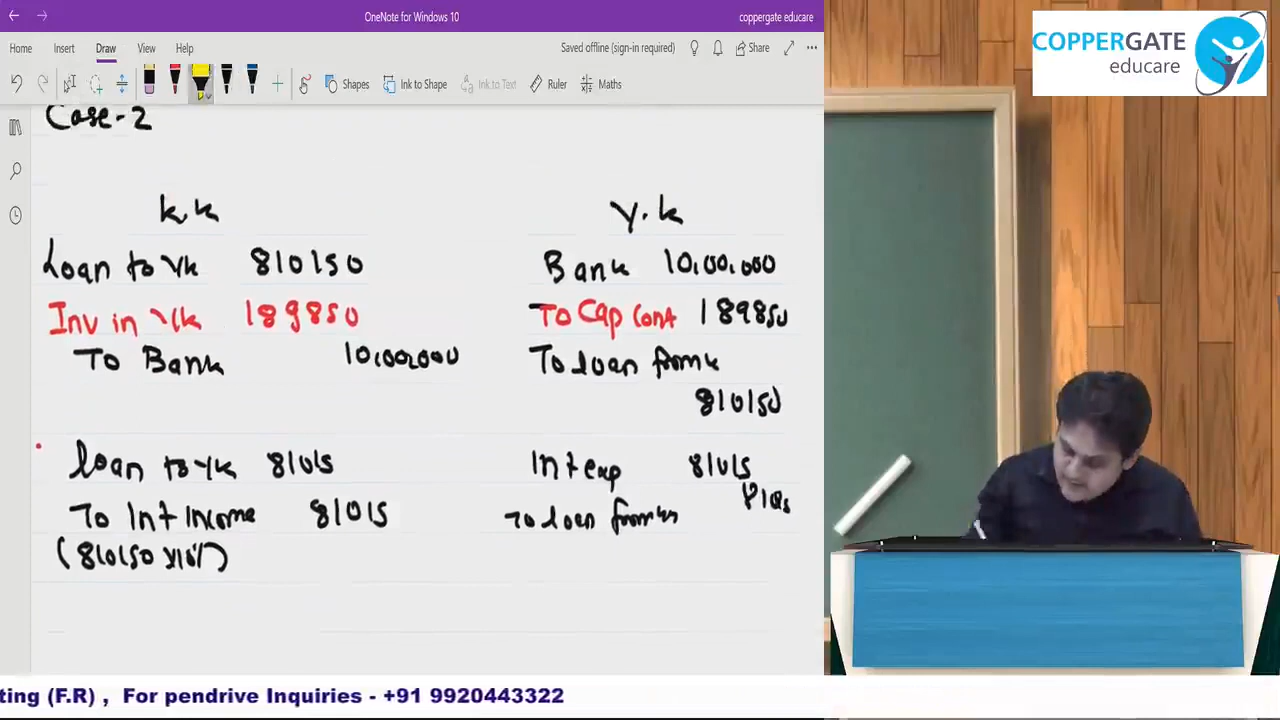 OneNote for Windows 10
coppergate educare
Home Insert Draw View Help
Saved offline (sign-in required)
Share
Shapes
Ink to Shape
Ink to Text
Ruler
Maths
COPPERGATE
educare
Case-2
K.K
Loan to YK 810150
Inv in YK 189850
To Bank 10,00,000
Loan to YK 81015
To Int Income 81015
(810150 x 10%)
Y.K
Bank 10,00,000
To Cap Cont 189850
To loan from K
810150
Int exp 81015
To loan from
ting (F.R) , For pendrive Inquiries - +91 9920443322